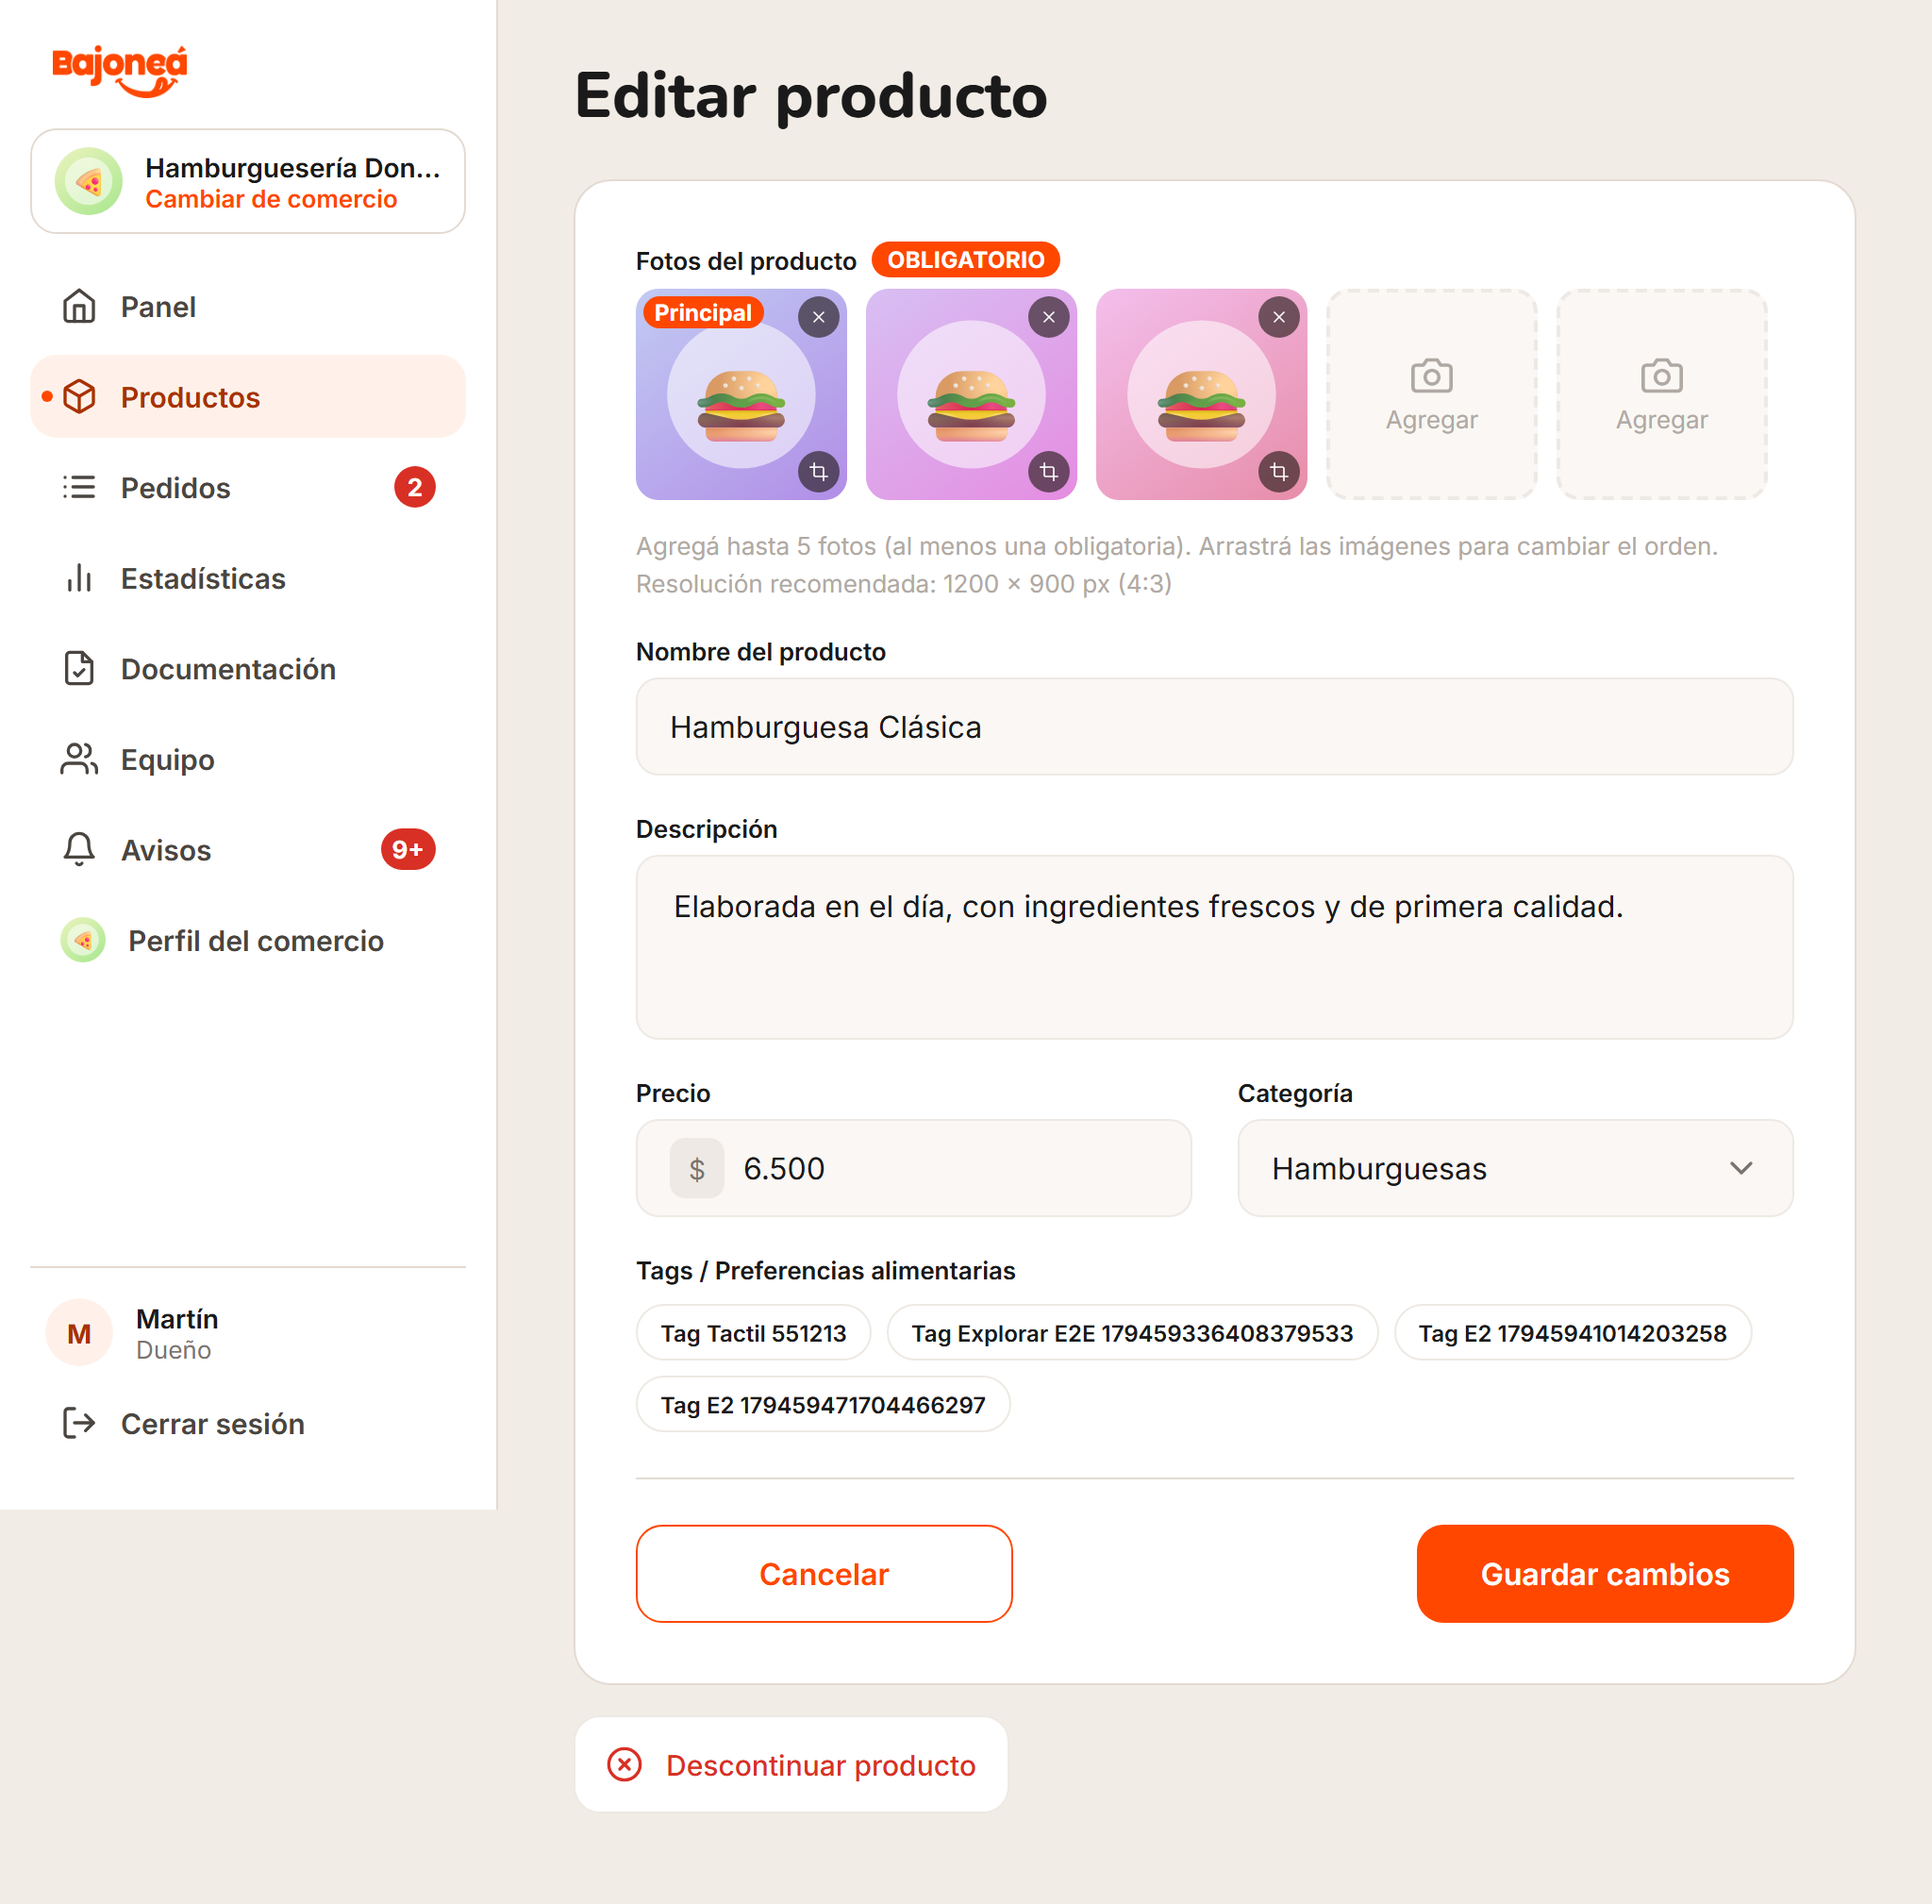 Bajoneá
Hamburguesería Don...
Cambiar de comercio
Panel
Productos
Pedidos 2
Estadísticas
Documentación
Equipo
Avisos 9+
Perfil del comercio
M
Martín
Dueño
Cerrar sesión
Editar producto
Fotos del producto OBLIGATORIO
Principal
Agregar Agregar
Agregá hasta 5 fotos (al menos una obligatoria). Arrastrá las imágenes para cambiar el orden.
Resolución recomendada: 1200 × 900 px (4:3)
Nombre del producto
Hamburguesa Clásica
Descripción
Elaborada en el día, con ingredientes frescos y de primera calidad.
Precio Categoría
$ 6.500 Hamburguesas
Tags / Preferencias alimentarias
Tag Tactil 551213 Tag Explorar E2E 179459336408379533 Tag E2 17945941014203258
Tag E2 179459471704466297
Cancelar Guardar cambios
Descontinuar producto